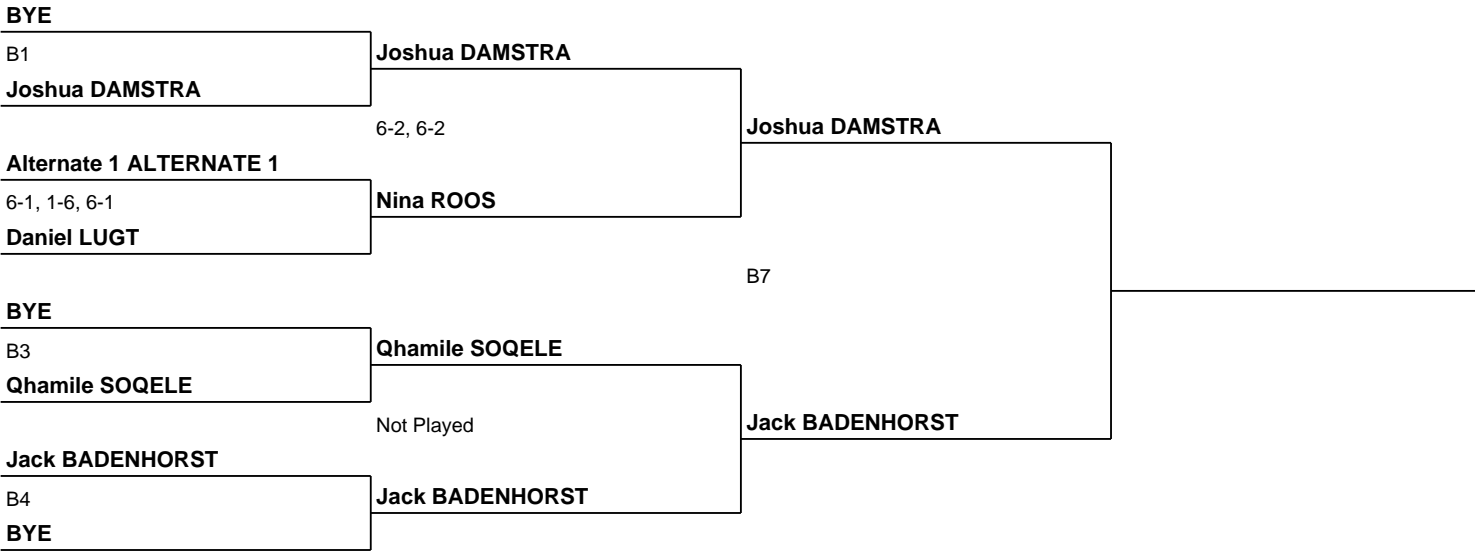 BYE
B1
Joshua DAMSTRA
Joshua DAMSTRA
6-2, 6-2
Joshua DAMSTRA
Alternate 1 ALTERNATE 1
6-1, 1-6, 6-1
Nina ROOS
Daniel LUGT
B7
BYE
B3
Qhamile SOQELE
Qhamile SOQELE
Not Played
Jack BADENHORST
Jack BADENHORST
B4
Jack BADENHORST
BYE